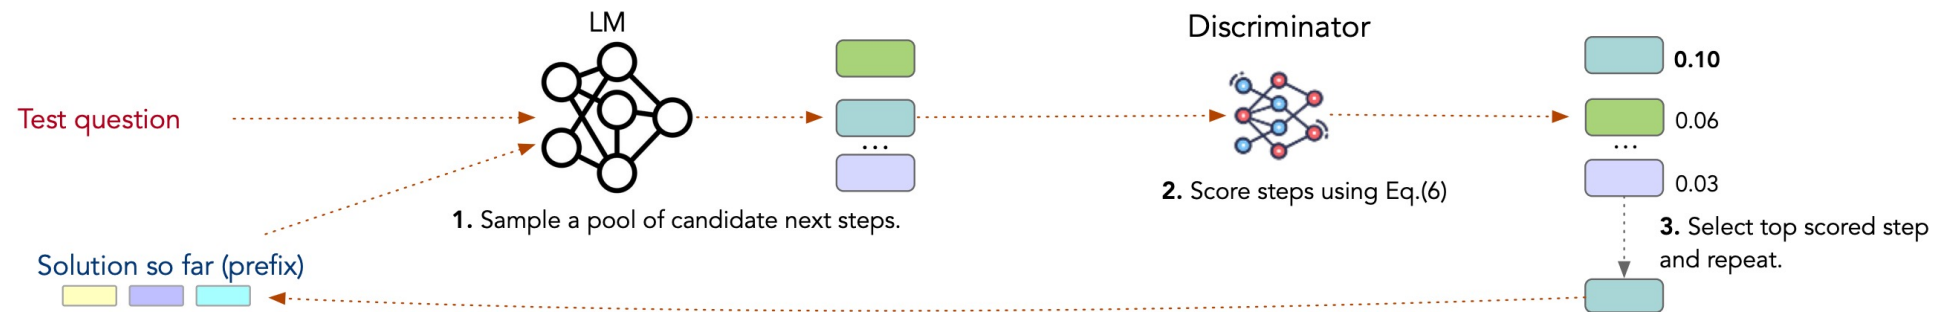 LM
Discriminator
Test question
...
0.10
0.06
...
0.03
1. Sample a pool of candidate next steps.
2. Score steps using Eq.(6)
3. Select top scored step
and repeat.
Solution so far (prefix)